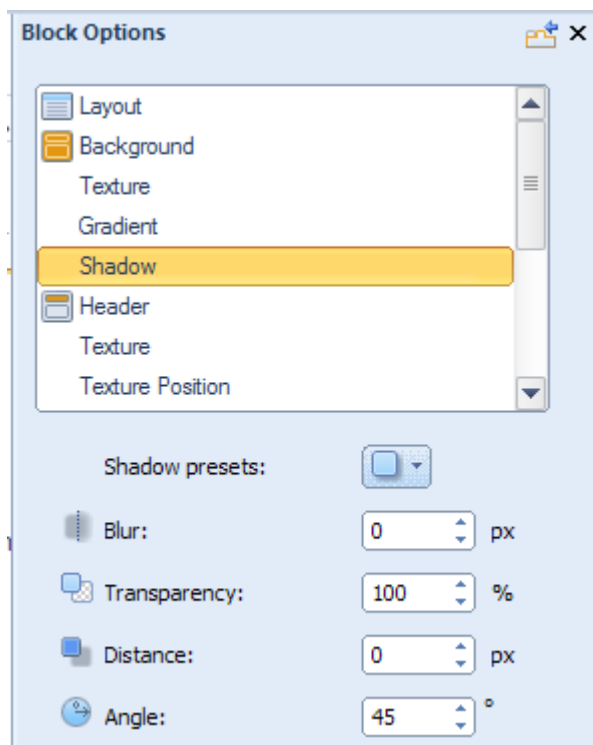 Block Options
Layout
Background
Texture
Gradient
Shadow
Header
Texture
Texture Position
Shadow presets:
Blur: 0 px
Transparency: 100 %
Distance: 0 px
Angle: 45 °